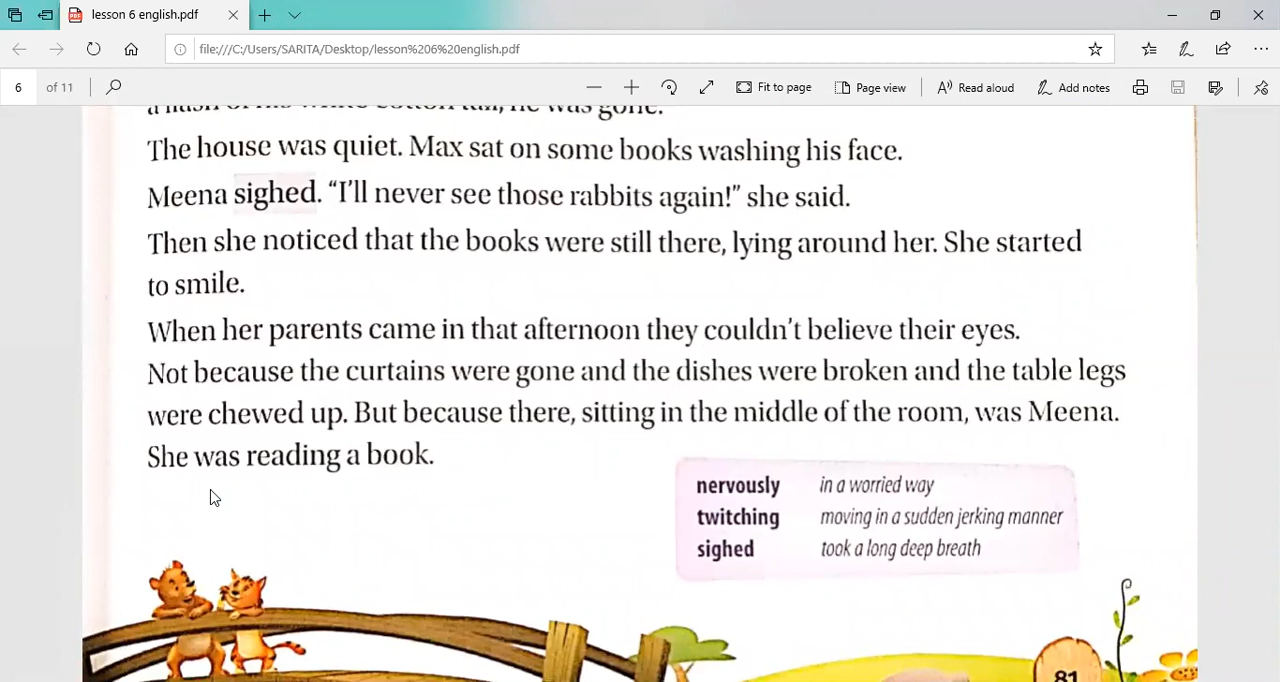 lesson 6 english.pdf
file:///C:/Users/SARITA/Desktop/lesson%206%20english.pdf
6 of 11 Fit to page Page view Read aloud Add notes
tail, he was gone.
The house was quiet. Max sat on some books washing his face.
Meena sighed. “I’ll never see those rabbits again!” she said.
Then she noticed that the books were still there, lying around her. She started
to smile.
When her parents came in that afternoon they couldn’t believe their eyes.
Not because the curtains were gone and the dishes were broken and the table legs
were chewed up. But because there, sitting in the middle of the room, was Meena.
She was reading a book.
nervously in a worried way
twitching moving in a sudden jerking manner
sighed took a long deep breath
81